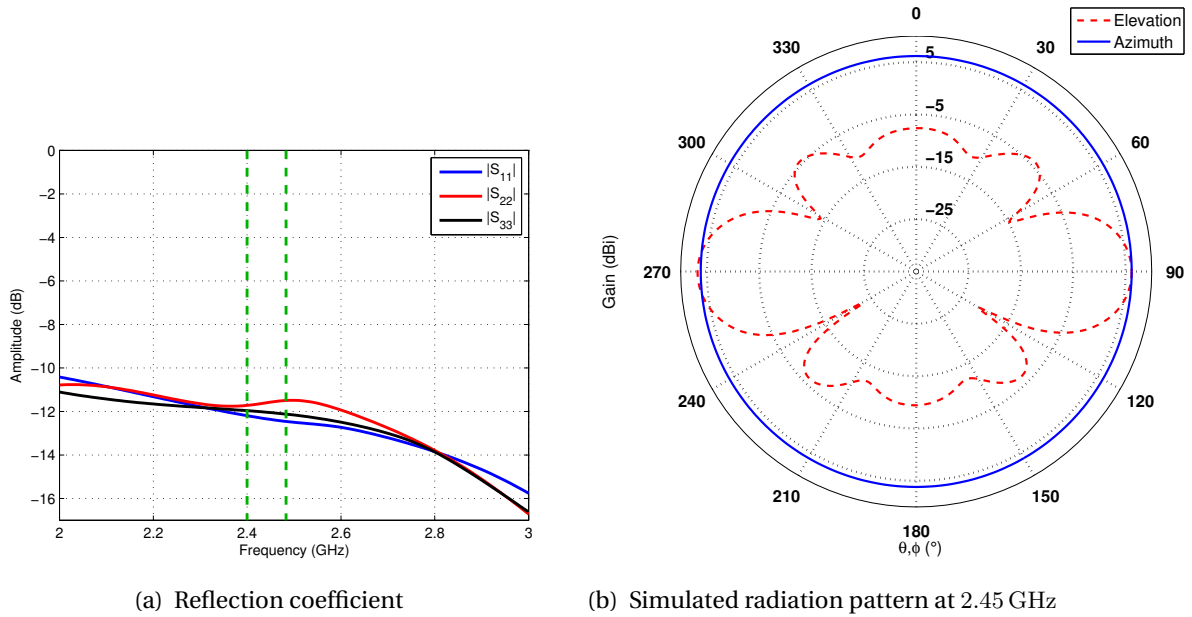 0
−2
−4
−6
−8
−10
−12
−14
−16
Amplitude (dB)
2 2.2 2.4 2.6 2.8 3
Frequency (GHz)
|S11|
|S22|
|S33|
(a) Reflection coefficient
Elevation
Azimuth
0
30
60
90
120
150
180
210
240
270
300
330
5
−5
−15
−25
Gain (dBi)
θ,ϕ (°)
(b) Simulated radiation pattern at 2.45 GHz